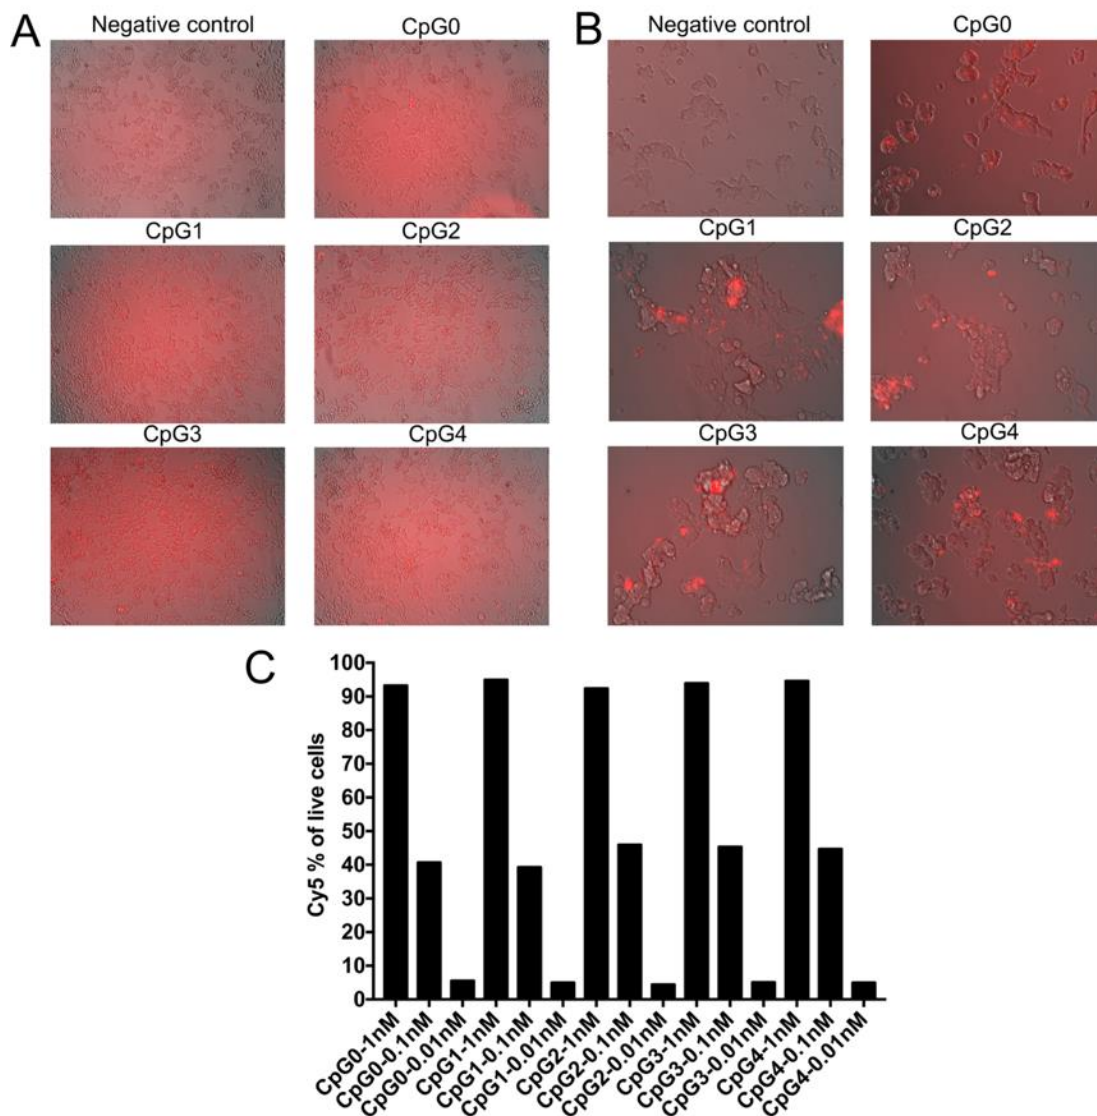 A
Negative control
CpG0
CpG1
CpG2
CpG3
CpG4
B
Negative control
CpG0
CpG1
CpG2
CpG3
CpG4
C
Cy5 % of live cells
100
90
80
70
60
50
40
30
20
10
0
CpG0-1nM
CpG0-0.1nM
CpG0-0.01nM
CpG1-1nM
CpG1-0.1nM
CpG1-0.01nM
CpG2-1nM
CpG2-0.1nM
CpG2-0.01nM
CpG3-1nM
CpG3-0.1nM
CpG3-0.01nM
CpG4-1nM
CpG4-0.1nM
CpG4-0.01nM